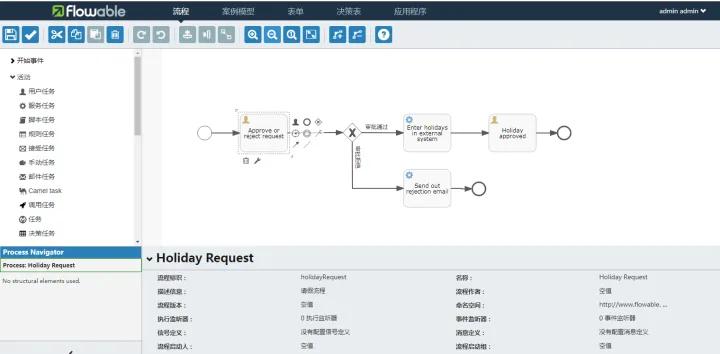 flowable 流程 案例模型 表单 决策表 应用程序 admin admin
开始事件
活动
用户任务
服务任务
脚本任务
规则任务
接受任务
手动任务
邮件任务
Camel task
调用任务
任务
决策任务
Approve or
reject request
审批通过
Enter holidays
in external
system
Holiday
approved
Send out
rejection email
Process Navigator
Process: Holiday Request
No structural elements used.
Holiday Request
流程标识： holidayRequest 名称： Holiday Request
描述信息： 请假流程 流程作者： 空值
流程版本： 空值 命名空间： http://www.flowable. ...
执行监听器： 0 执行监听器 事件监听器： 0 事件监听器
信号定义： 没有配置信号定义 消息定义： 没有配置消息定义
流程启动人： 空值 流程启动组： 空值